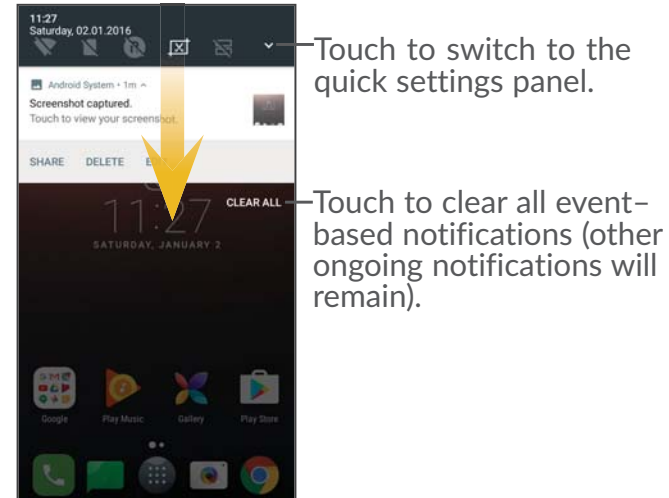 11:27
Saturday, 02.01.2016
Touch to switch to the
quick settings panel.
Android System • 1m
Screenshot captured.
Touch to view your screenshot.
SHARE DELETE
CLEAR ALL
Touch to clear all event–
based notifications (other
ongoing notifications will
remain).
11:27
SATURDAY, JANUARY 2
Google Play Music Gallery Play Store